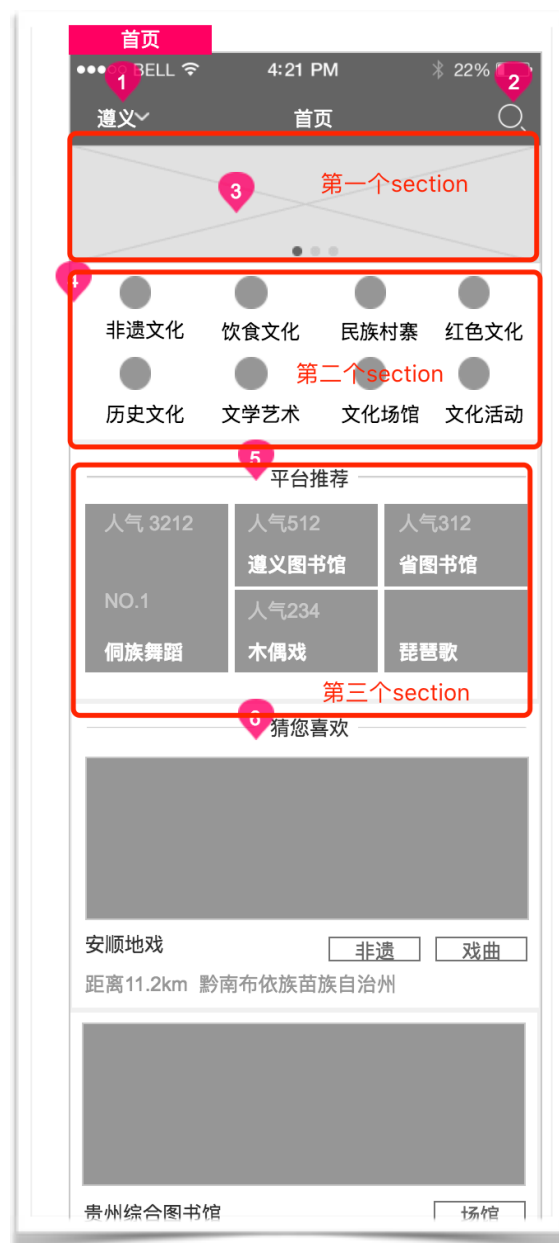 首页
BELL 4:21 PM 22%
1
2
遵义 首页
3 第一个section
4
非遗文化 饮食文化 民族村寨 红色文化
第二个section
历史文化 文学艺术 文化场馆 文化活动
5
平台推荐
人气 3212 人气512 人气312
遵义图书馆 省图书馆
NO.1 人气234
侗族舞蹈 木偶戏 琵琶歌
第三个section
6
猜您喜欢
安顺地戏 非遗 戏曲
距离11.2km 黔南布依族苗族自治州
贵州综合图书馆 场馆